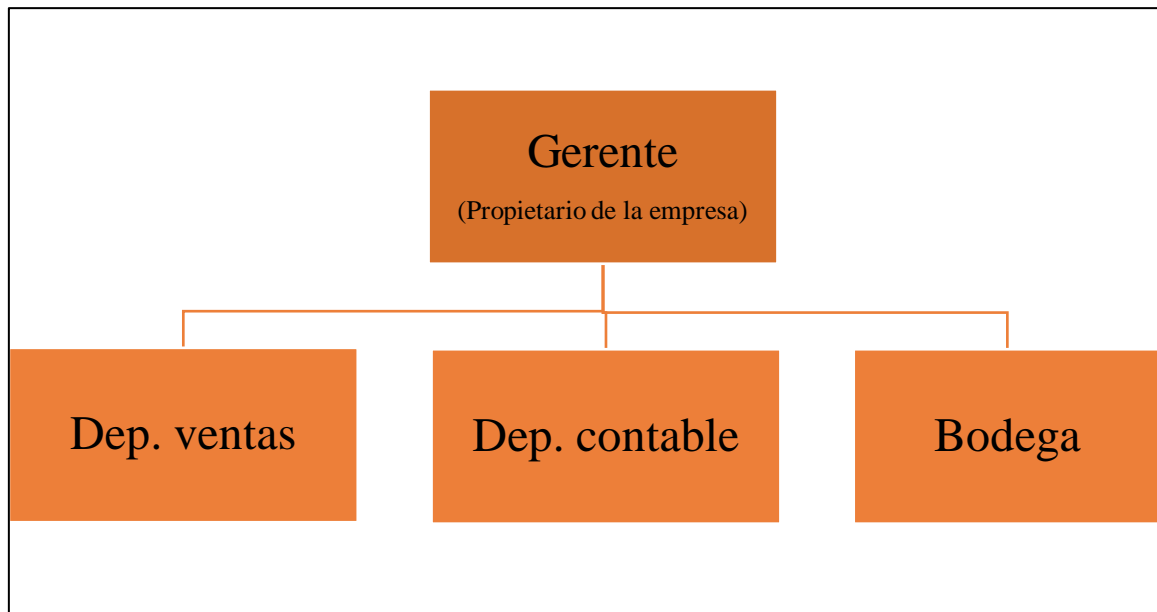 Gerente
(Propietario de la empresa)
Dep. ventas
Dep. contable
Bodega